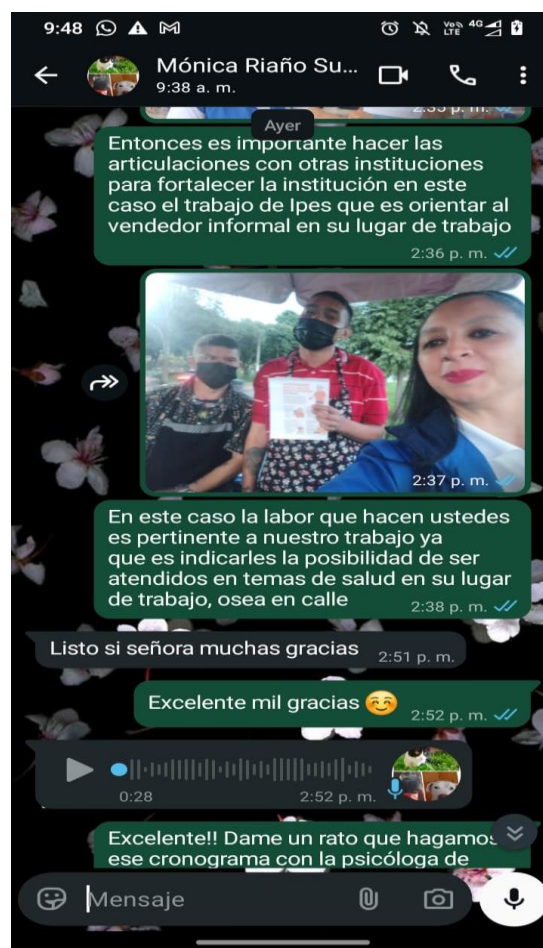 9:48
VoLTE 4G
Mónica Riaño Su...
9:38 a. m.
2:35 p. m.
Ayer
Entonces es importante hacer las
articulaciones con otras instituciones
para fortalecer la institución en este
caso el trabajo de Ipes que es orientar al
vendedor informal en su lugar de trabajo
2:36 p. m.
2:37 p. m.
En este caso la labor que hacen ustedes
es pertinente a nuestro trabajo ya
que es indicarles la posibilidad de ser
atendidos en temas de salud en su lugar
de trabajo, osea en calle
2:38 p. m.
Listo si señora muchas gracias
2:51 p. m.
Excelente mil gracias 😊
2:52 p. m.
0:28
2:52 p. m.
Excelente!! Dame un rato que hagamos
ese cronograma con la psicóloga de
Mensaje